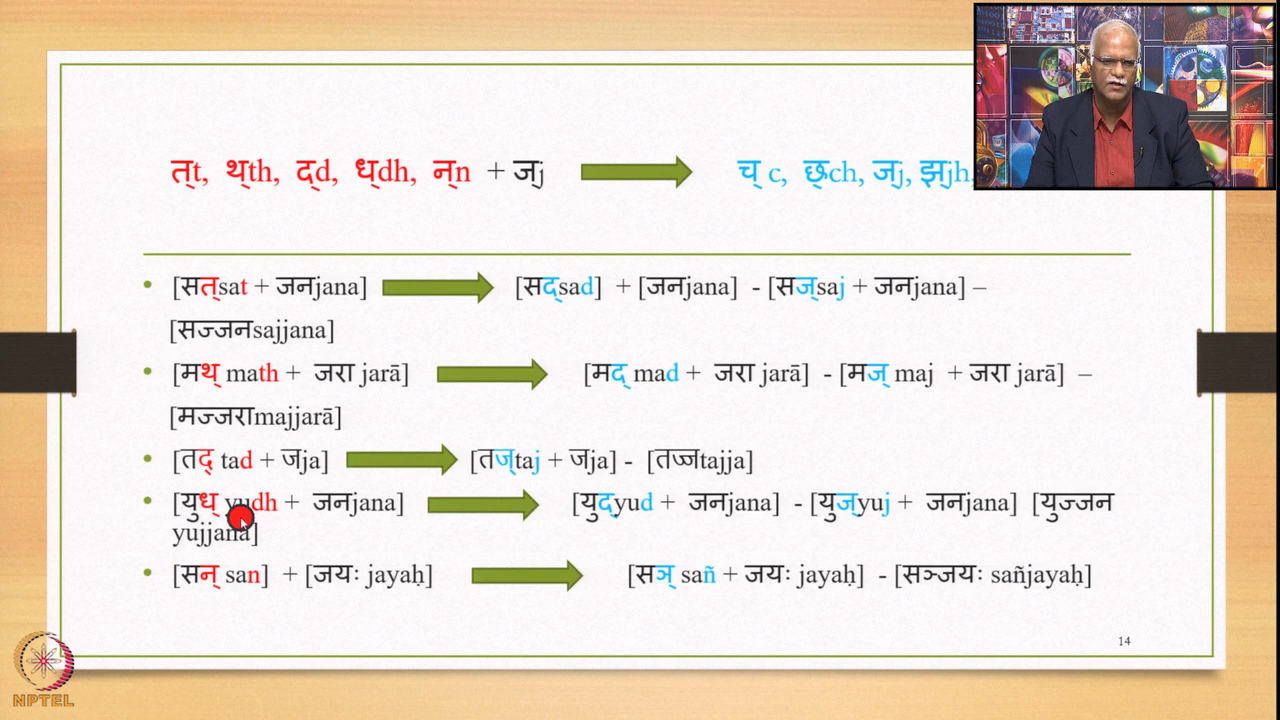 त्t, थ्th, द्d, ध्dh, न्n + ज्j च् c, छ्ch, ज्j, झ्jh,
• [सत्sat + जनjana] [सद्sad] + [जनjana] - [सज्saj + जनjana] –
[सज्जनsajjana]
• [मथ् math + जरा jarā] [मद् mad + जरा jarā] - [मज् maj + जरा jarā] –
[मज्जराmajjarā]
• [तद् tad + जja] [तज्taj + जja] - [तज्जtajja]
• [युध् yudh + जनjana] [युद्yud + जनjana] - [युज्yuj + जनjana] [युज्जन
yujjana]
• [सन् san] + [जयः jayaḥ] [सञ् sañ + जयः jayaḥ] - [सञ्जयः sañjayaḥ]
14
NPTEL